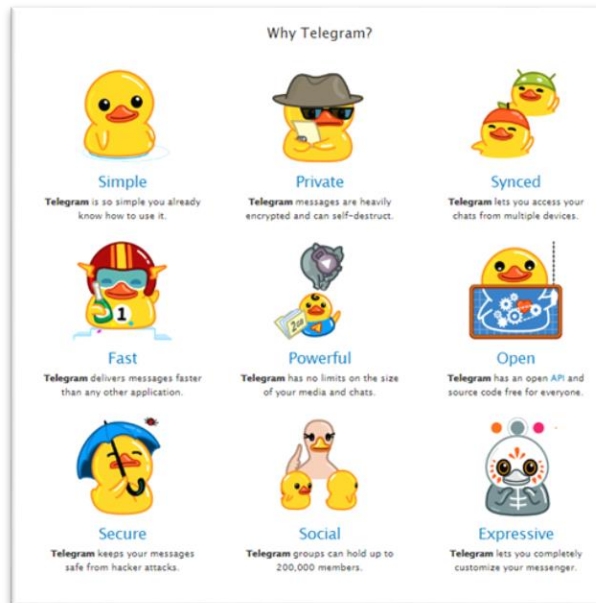 Why Telegram?
Simple
Telegram is so simple you already
know how to use it.
Private
Telegram messages are heavily
encrypted and can self-destruct.
Synced
Telegram lets you access your
chats from multiple devices.
1
Fast
Telegram delivers messages faster
than any other application.
2GB
Powerful
Telegram has no limits on the size
of your media and chats.
Open
Telegram has an open API and
source code free for everyone.
Secure
Telegram keeps your messages
safe from hacker attacks.
Social
Telegram groups can hold up to
200,000 members.
Expressive
Telegram lets you completely
customize your messenger.